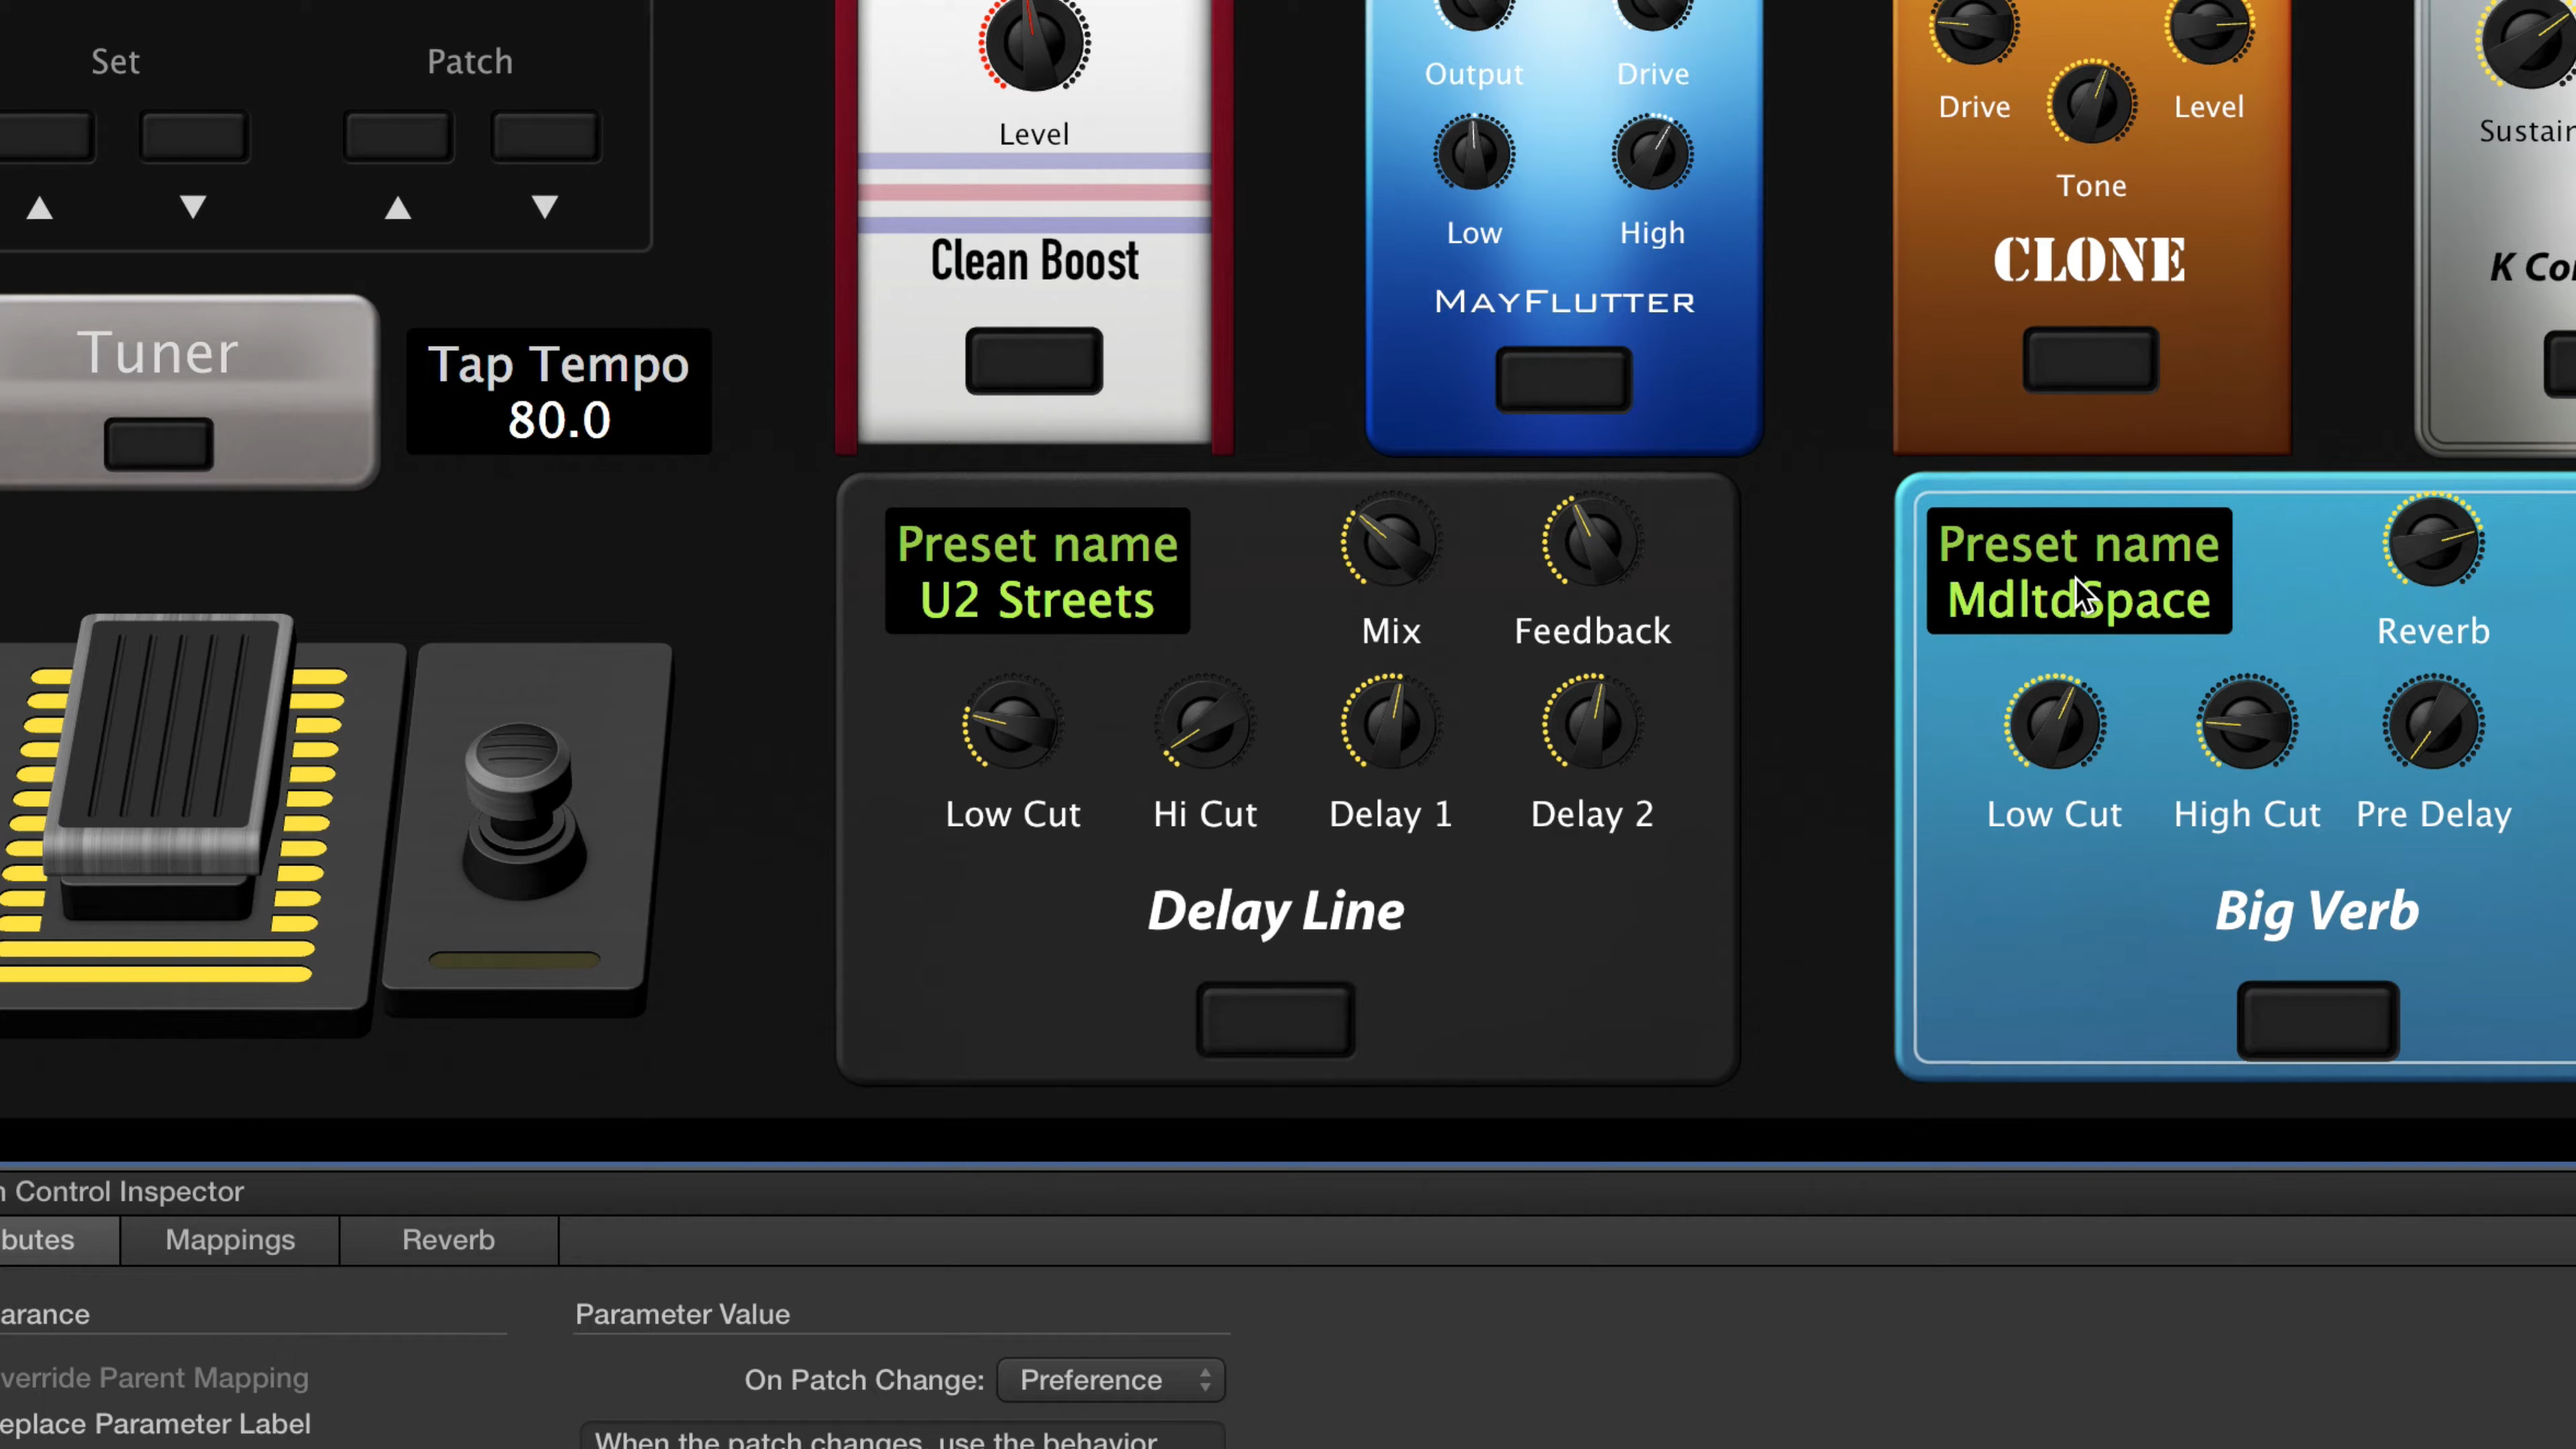 Set
Patch
Level
Clean Boost
Output
Drive
Low
High
MAYFLUTTER
Drive
Level
Tone
CLONE
Tuner
Tap Tempo
80.0
Preset name
U2 Streets
Mix
Feedback
Low Cut
Hi Cut
Delay 1
Delay 2
Delay Line
Preset name
MdltdSpace
Reverb
Low Cut
High Cut
Pre Delay
Big Verb
Control Inspector
Mappings
Reverb
Parameter Value
On Patch Change:
Preference
verride Parent Mapping
eplace Parameter Label
When the patch changes, use the behavior